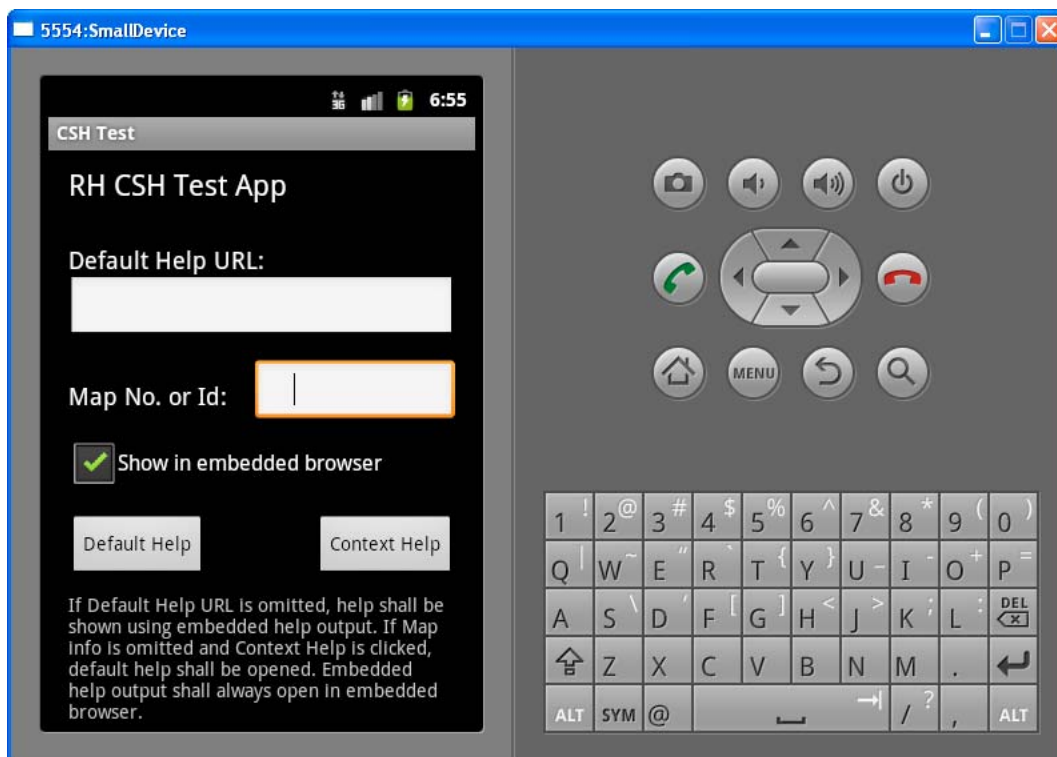 5554:SmallDevice
3G 6:55
CSH Test
RH CSH Test App
Default Help URL:
Map No. or Id:
Show in embedded browser
Default Help Context Help
If Default Help URL is omitted, help shall be
shown using embedded help output. If Map
info is omitted and Context Help is clicked,
default help shall be opened. Embedded
help output shall always open in embedded
browser.
MENU
1 ! 2 @ 3 # 4 $ 5 % 6 ^ 7 & 8 * 9 ( 0 )
Q | W ~ E " R ` T { Y } U _ I - O + P =
A S \ D ' F [ G ] H < J > K ; L : DEL
Z X C V B N M .
ALT SYM @ / ? , ALT